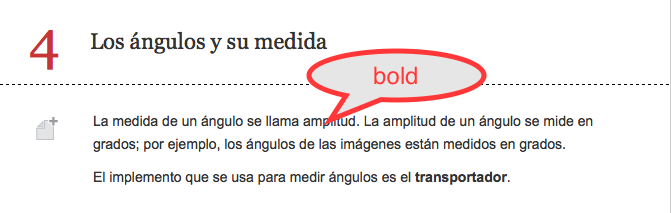 4 Los ángulos y su medida
bold
La medida de un ángulo se llama amplitud. La amplitud de un ángulo se mide en
grados; por ejemplo, los ángulos de las imágenes están medidos en grados.
El implemento que se usa para medir ángulos es el transportador.